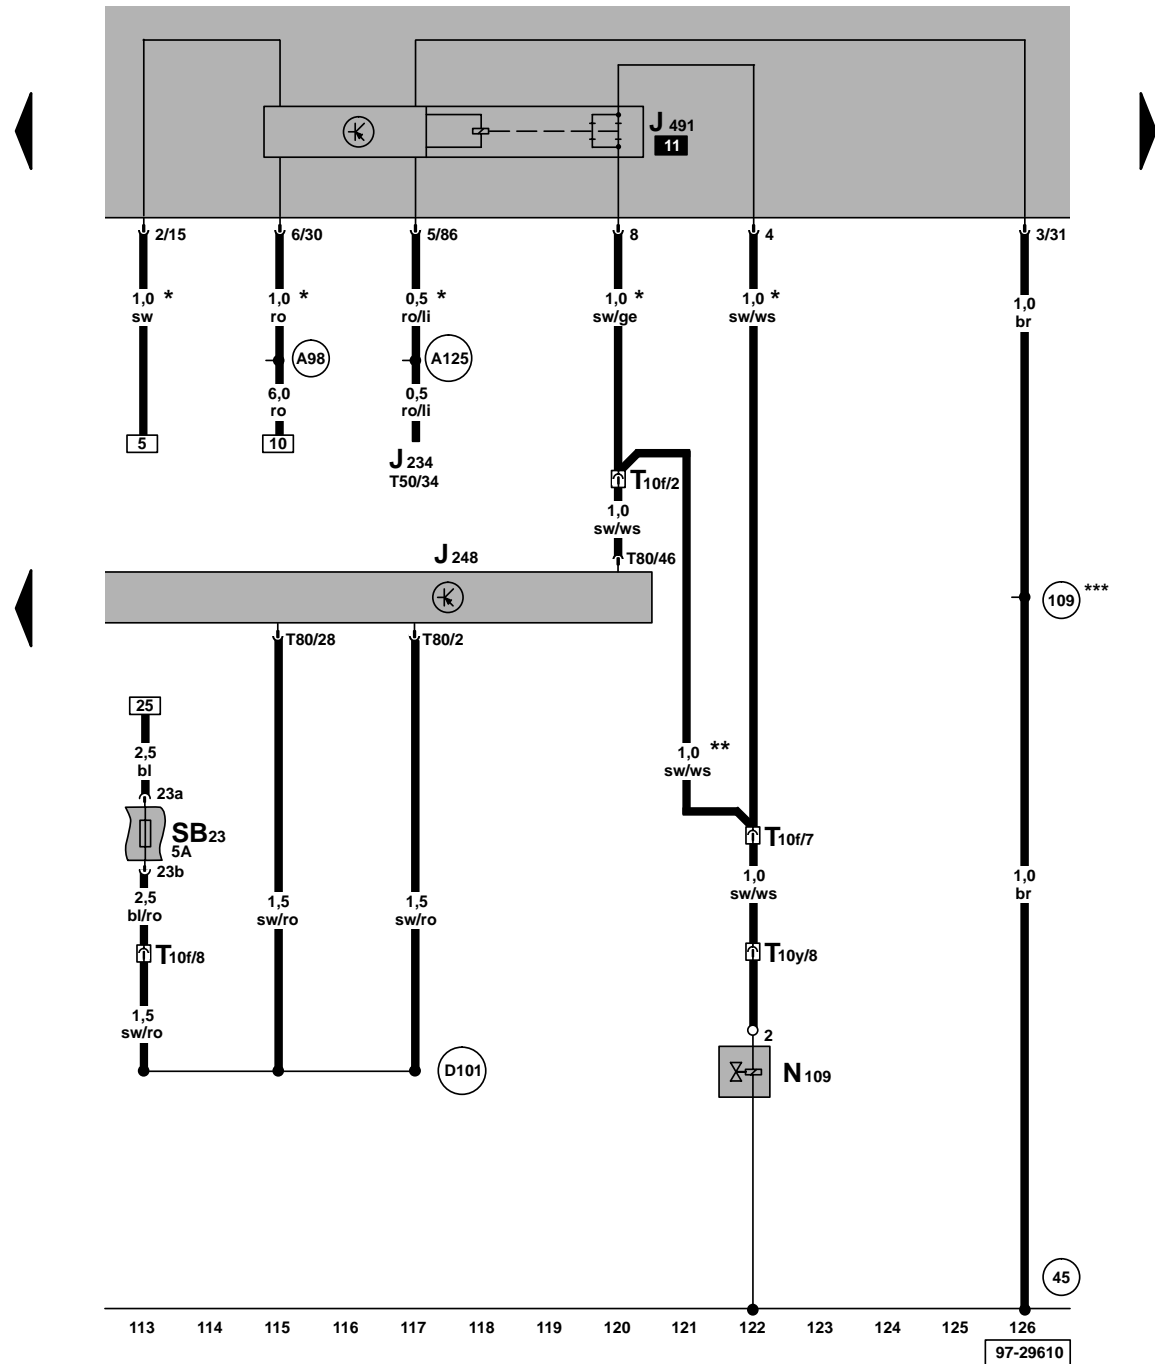 J 491
11
2/15 6/30 5/86 8 4 3/31
1,0 * 1,0 * 0,5 * 1,0 * 1,0 * 1,0
sw ro ro/li sw/ge sw/ws br
A98 A125
6,0 0,5
ro ro/li
5 10
J 234
T50/34
T10f/2
1,0
sw/ws
J 248
T80/46
109 ***
T80/28 T80/2
25
2,5
bl
1,0 **
sw/ws
23a
SB23
5A
T10f/7
23b
2,5 1,5 1,5 1,0 1,0
bl/ro sw/ro sw/ro sw/ws br
T10f/8 T10y/8
1,5
sw/ro
2
D101
N 109
45
113 114 115 116 117 118 119 120 121 122 123 124 125 126
97-29610